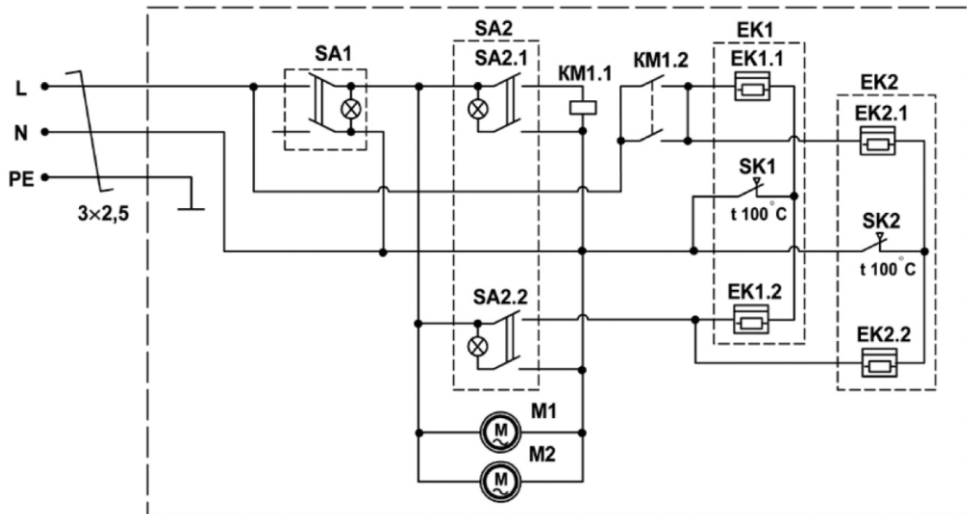 SA1
SA2
SA2.1
KM1.1
KM1.2
EK1
EK1.1
EK2
EK2.1
L
N
PE
3×2,5
SK1
t 100°C
SK2
t 100°C
SA2.2
EK1.2
EK2.2
M1
M
M2
M